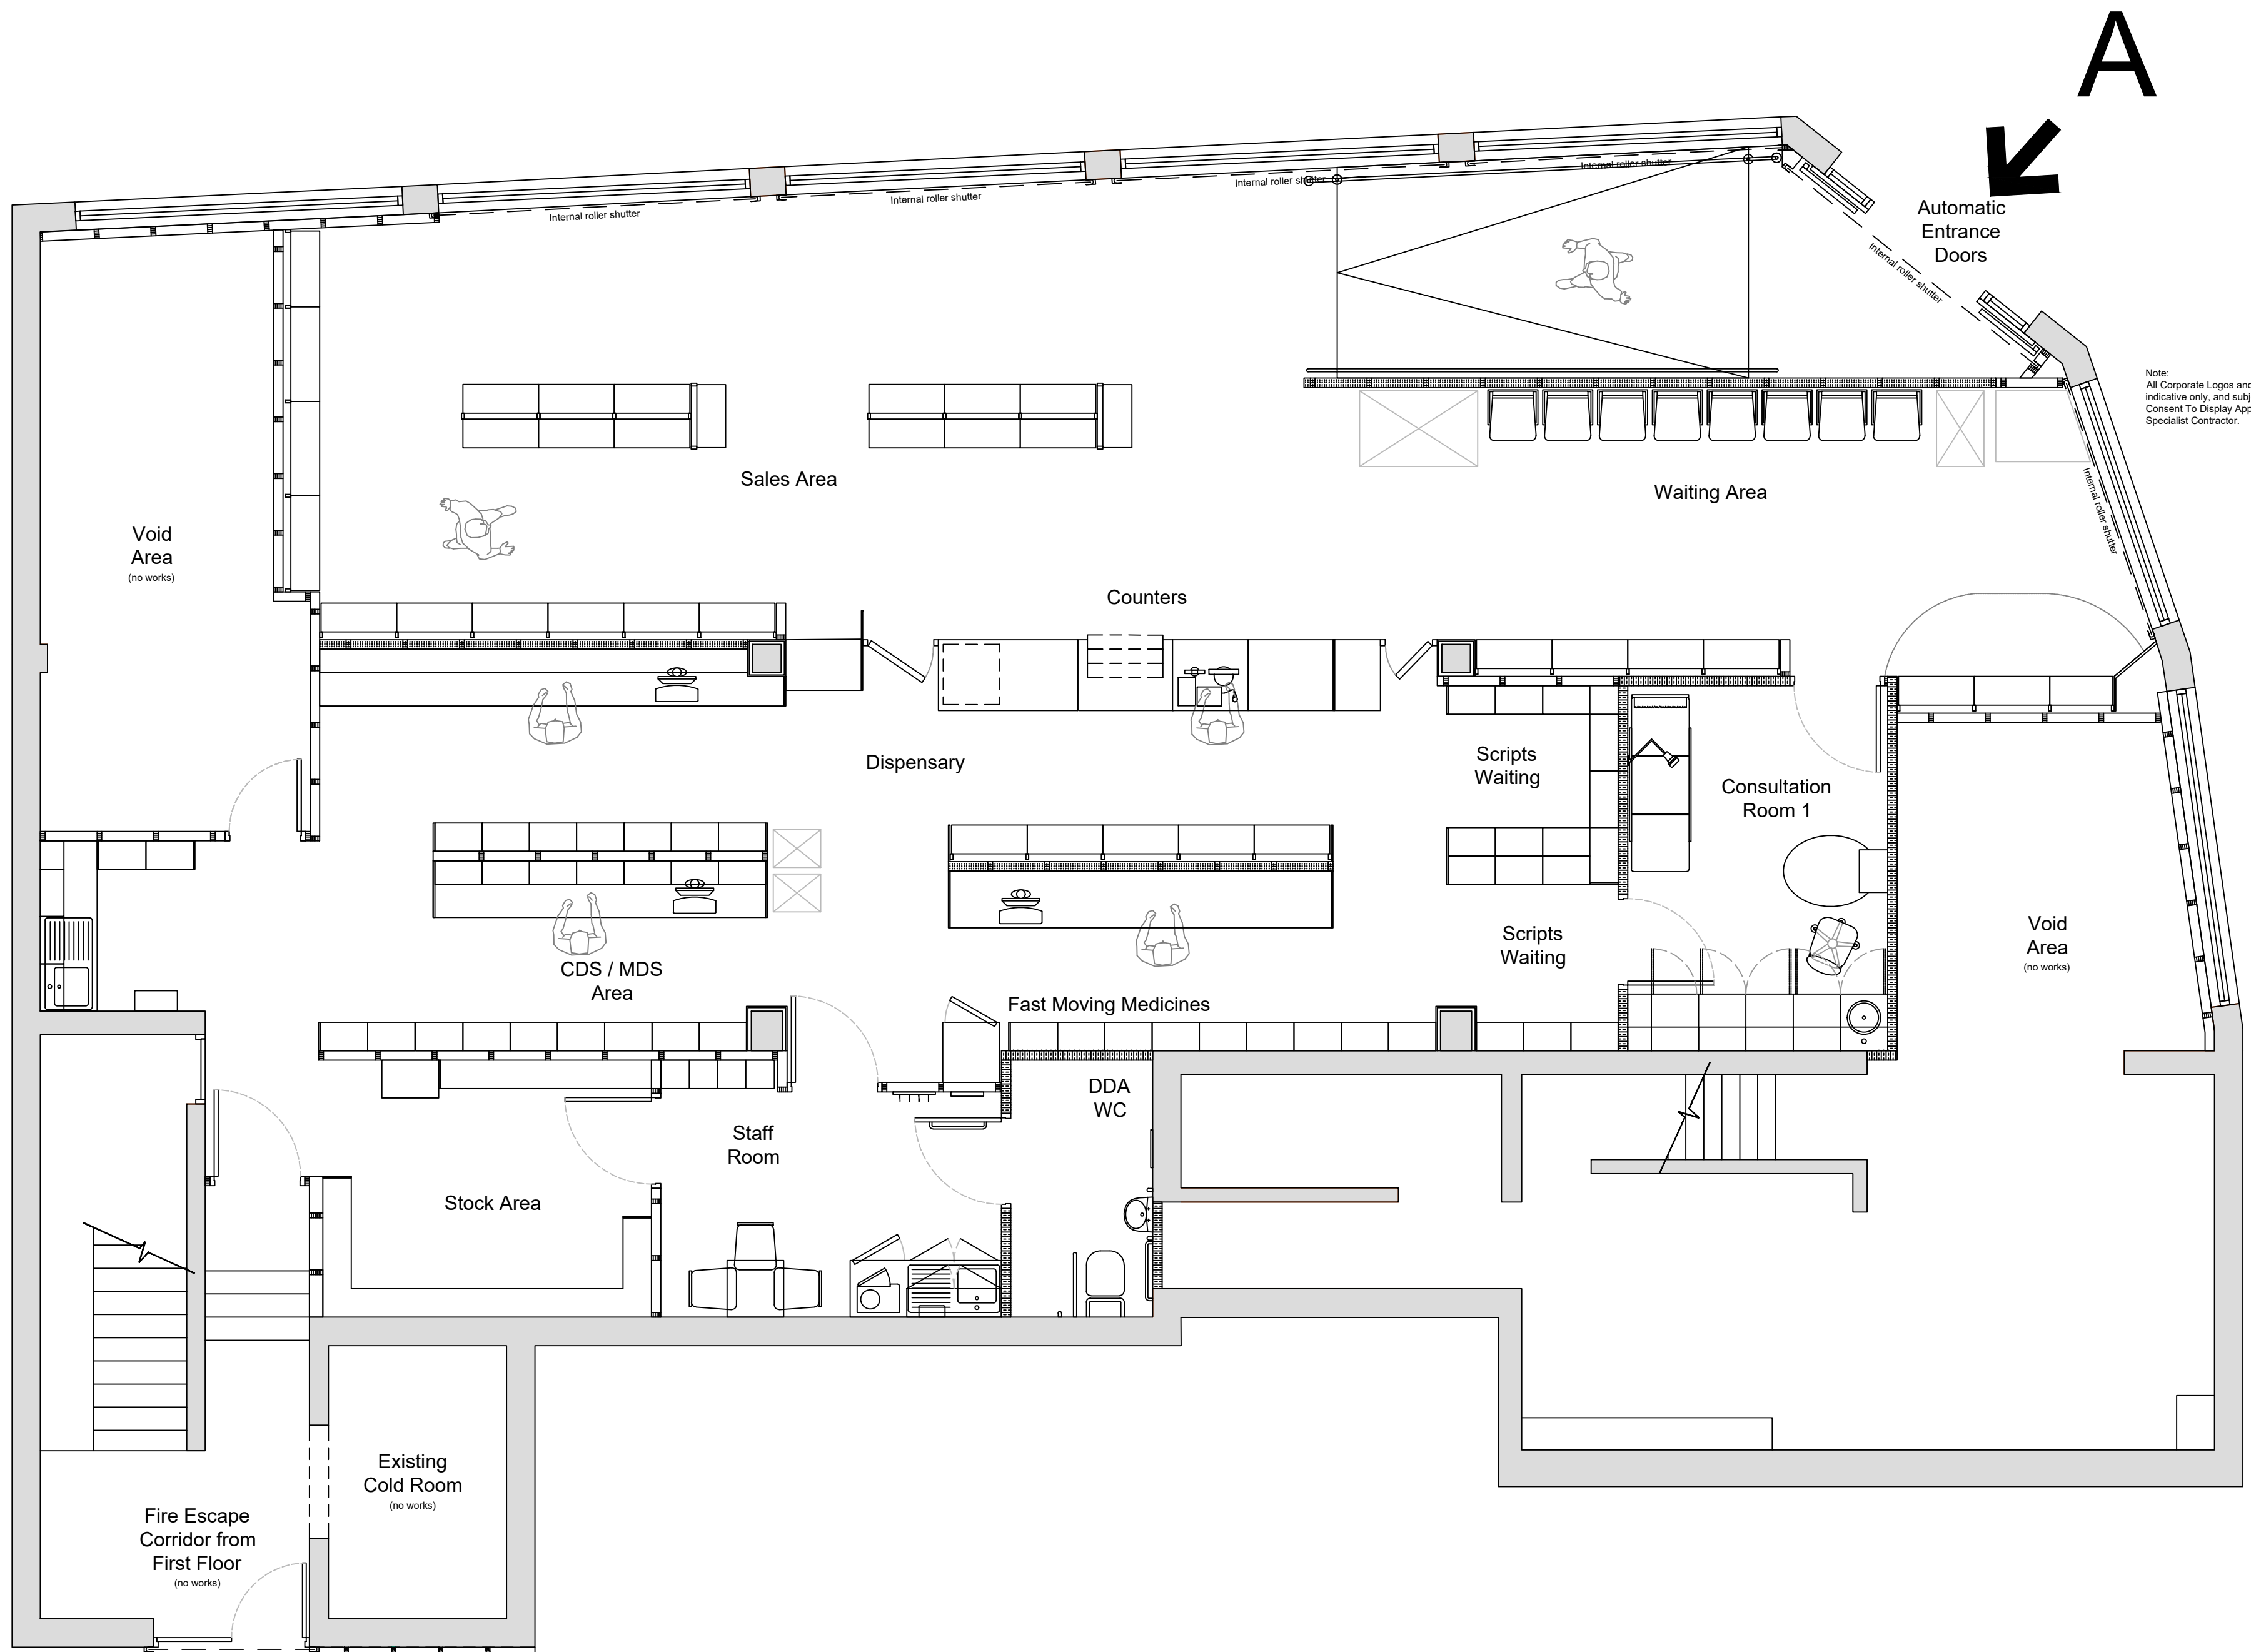 A
Automatic
Entrance
Doors
Internal roller shutter
Internal roller shutter
Internal roller shutter
Internal roller shutter
Internal roller shutter
Internal roller shutter
Note:
All Corporate Logos and
indicative only, and subj
Consent To Display App
Specialist Contractor.
Sales Area
Waiting Area
Void
Area
(no works)
Counters
Dispensary
Scripts
Waiting
Consultation
Room 1
Scripts
Waiting
Void
Area
(no works)
CDS / MDS
Area
Fast Moving Medicines
DDA
WC
Staff
Room
Stock Area
Existing
Cold Room
(no works)
Fire Escape
Corridor from
First Floor
(no works)